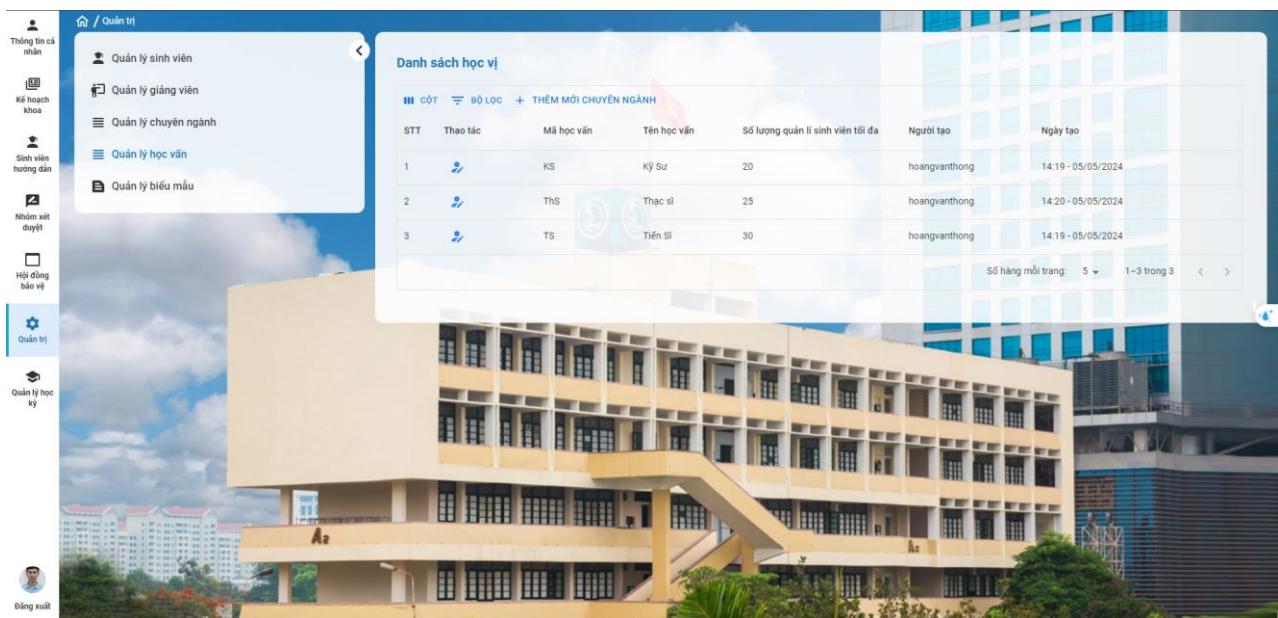 / Quản trị
Thông tin cá
nhân
Kế hoạch
khoa
Sinh viên
hướng dẫn
Nhóm xét
duyệt
Hội đồng
bảo vệ
Quản trị
Quản lý học
kỳ
Đăng xuất
Quản lý sinh viên
Quản lý giảng viên
Quản lý chuyên ngành
Quản lý học vấn
Quản lý biểu mẫu
Danh sách học vị
CỘT BỘ LỌC + THÊM MỚI CHUYÊN NGÀNH
STT Thao tác Mã học vấn Tên học vấn Số lượng quản lí sinh viên tối đa Người tạo Ngày tạo
1 KS Kỹ Sư 20 hoangvanthong 14:19 - 05/05/2024
2 ThS Thạc sĩ 25 hoangvanthong 14:20 - 05/05/2024
3 TS Tiến Sĩ 30 hoangvanthong 14:19 - 05/05/2024
Số hàng mỗi trang: 5 1–3 trong 3
A2
A2